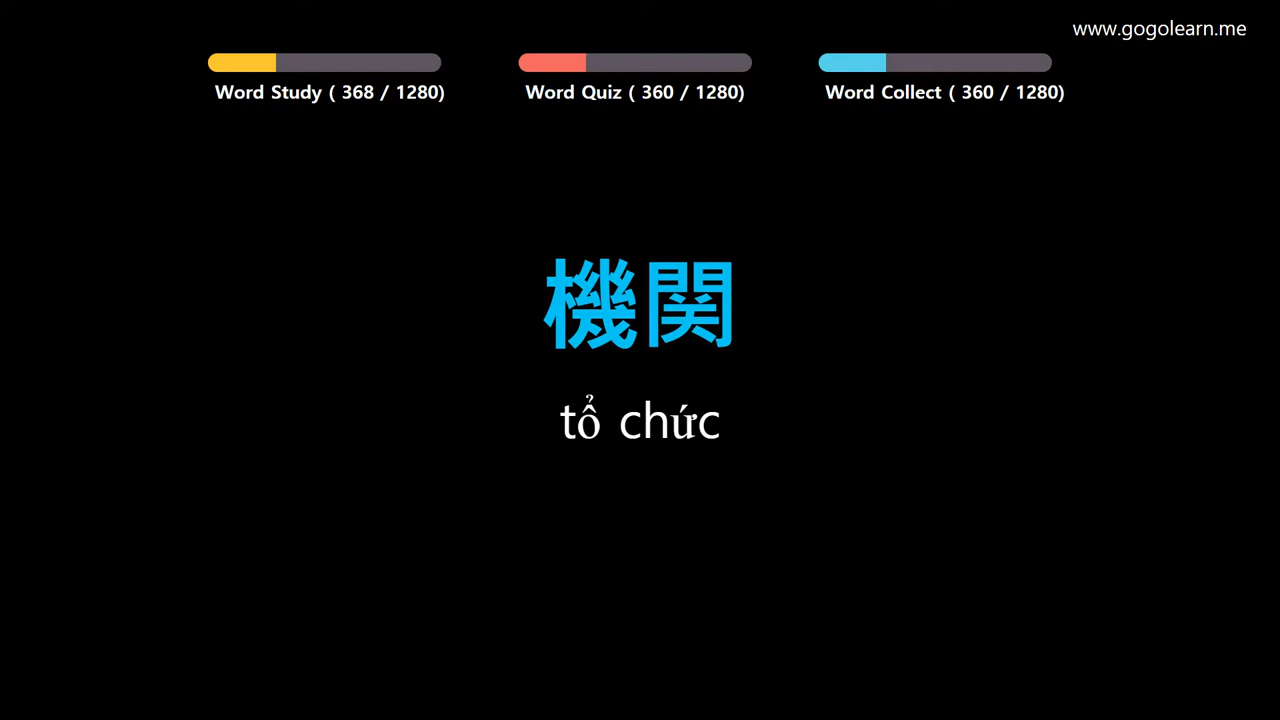 www.gogolearn.me
Word Study ( 368 / 1280)
Word Quiz ( 360 / 1280)
Word Collect ( 360 / 1280)
機関
tổ chức